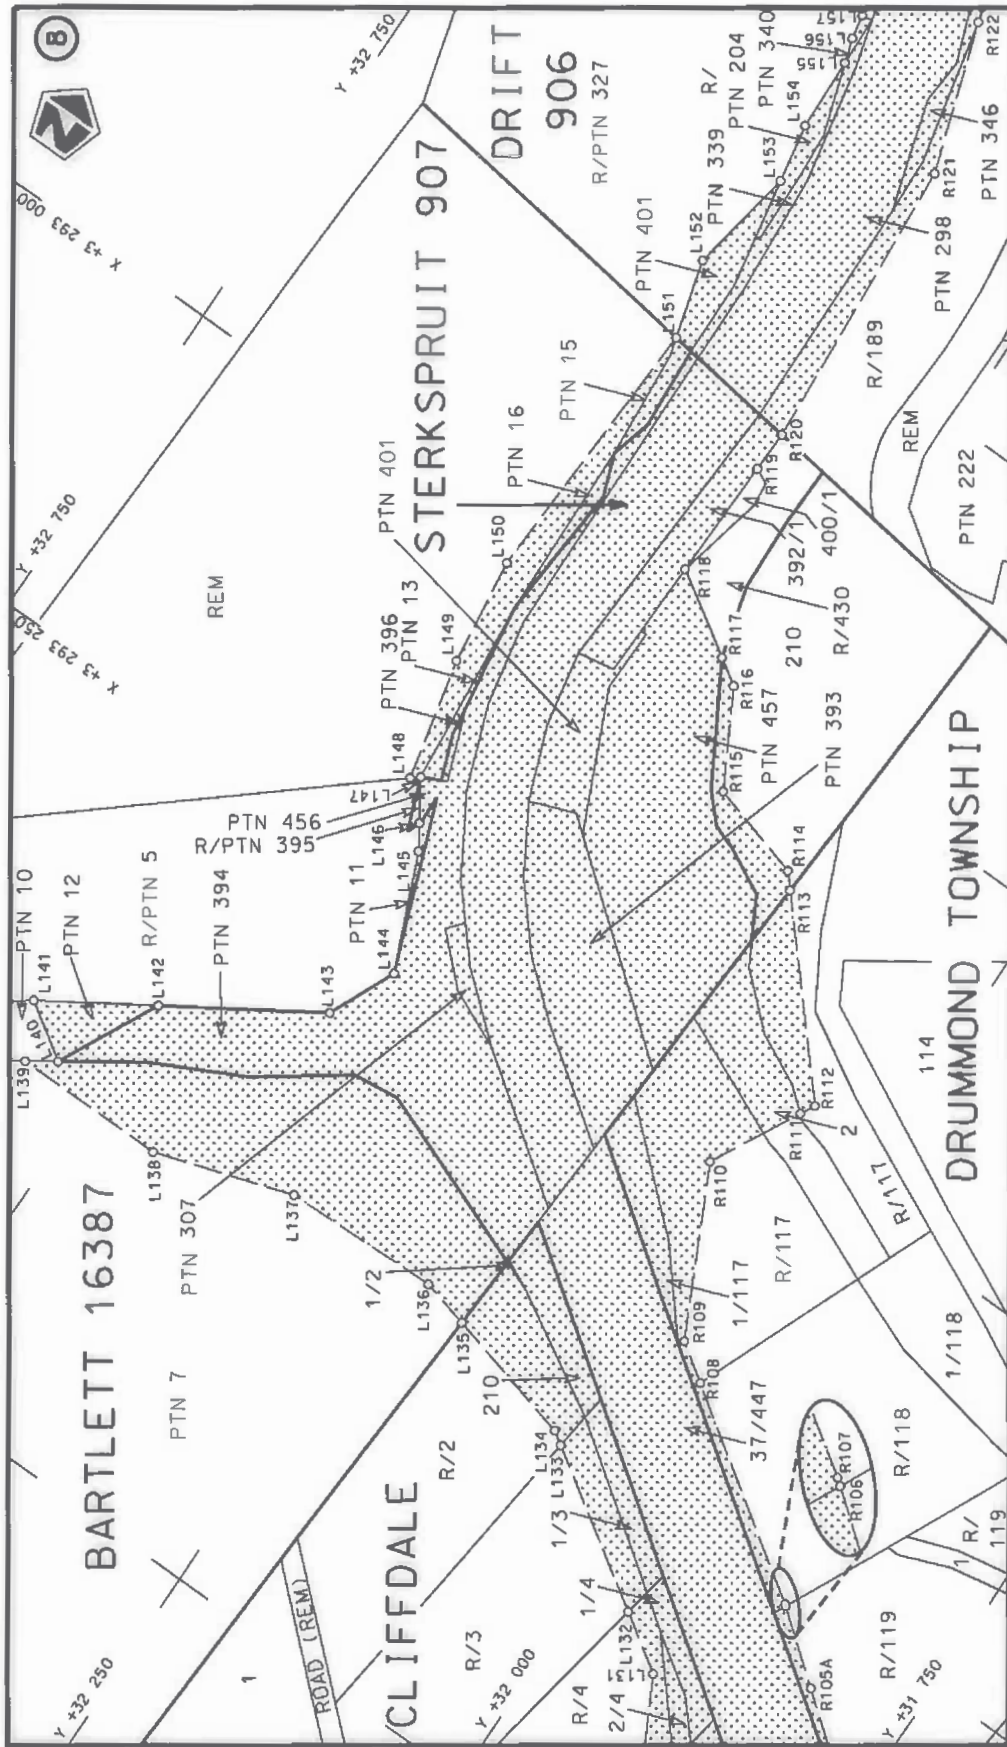 B
N
Y +32 750
X +3 293 000
Y +32 750
X +3 293 250
STERKSPRUIT 907
DRIFT
906
R/PTN 327
REM
L157
L156
L155
R122
PTN 340
PTN 204
R/
L154
PTN 339
L153
PTN 401
L152
PTN 346
R121
PTN 298
L151
PTN 15
PTN 16
PTN 401
R/189
REM
PTN 222
R120
R119
400/1
392/1
R118
L150
R/430
210
PTN 13
PTN 396
L149
R117
R116
PTN 457
PTN 393
L148
L147
PTN 456
R/PTN 395
L146
L145
PTN 11
L144
R115
R114
R113
PTN 10
PTN 12
R/PTN 5
PTN 394
L141
L142
L143
L140
L139
L138
L137
L136
L135
BARTLETT 16387
PTN 307
PTN 7
1/2
DRUMMOND TOWNSHIP
114
R112
R111
2
R110
R/117
R/117
1/117
R109
R108
37/447
1/118
R/118
R107
R106
210
L134
L133
R/2
1/3
CLIFFDALE
ROAD (REM)
1
R/3
1/4
L132
L131
R/4
2/4
Y +32 250
Y +32 000
R105A
R/119
1
R/
119
Y +31 750